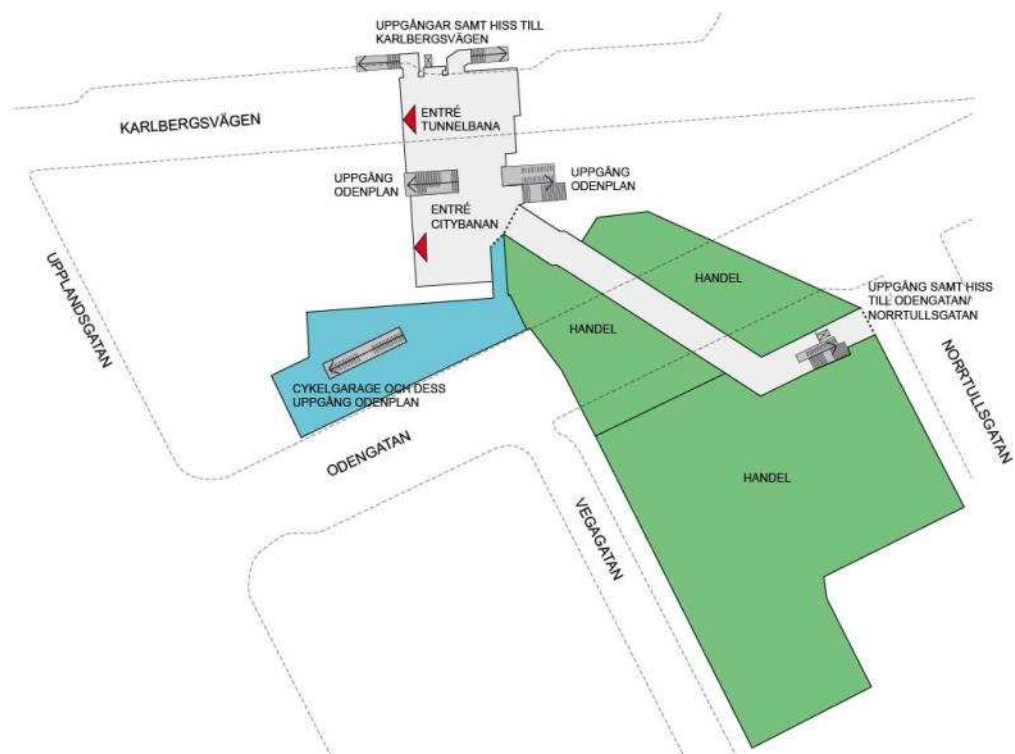 UPPGÅNGAR SAMT HISS TILL
KARLBERGSVÄGEN
KARLBERGSVÄGEN
ENTRÉ
TUNNELBANA
UPPGÅNG
ODENPLAN
UPPGÅNG
ODENPLAN
ENTRÉ
CITYBANAN
UPPLANDSGATAN
HANDEL
UPPGÅNG SAMT HISS
TILL ODENGATAN/
NORRTULLSGATAN
HANDEL
NORRTULLSGATAN
CYKELGARAGE OCH DESS
UPPGÅNG ODENPLAN
ODENGATAN
HANDEL
VEGAGATAN